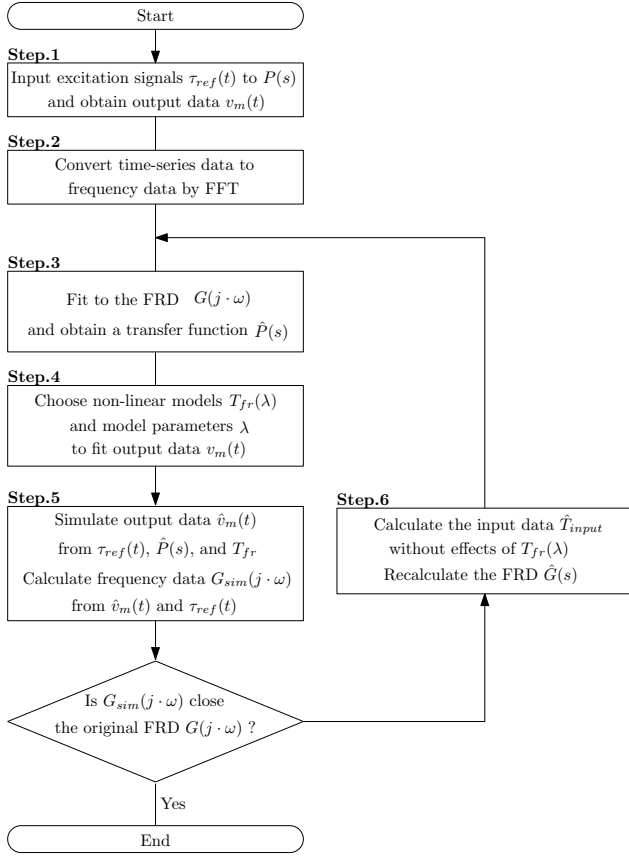 Start
Step.1
Input excitation signals τ_ref(t) to P(s)
and obtain output data v_m(t)
Step.2
Convert time-series data to
frequency data by FFT
Step.3
Fit to the FRD G(j · ω)
and obtain a transfer function P̂(s)
Step.4
Choose non-linear models T_fr(λ)
and model parameters λ
to fit output data v_m(t)
Step.5
Simulate output data v̂_m(t)
from τ_ref(t), P̂(s), and T_fr
Calculate frequency data G_sim(j · ω)
from v̂_m(t) and τ_ref(t)
Step.6
Calculate the input data T̂_input
without effects of T_fr(λ)
Recalculate the FRD Ĝ(s)
Is G_sim(j · ω) close
the original FRD G(j · ω) ?
Yes
End